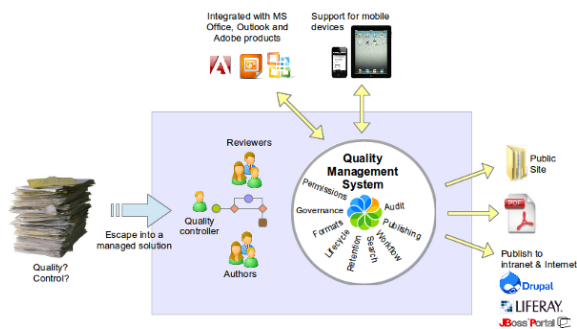 Integrated with MS
Office, Outlook and
Adobe products
Support for mobile
devices
Reviewers
Quality
controller
Authors
Quality
Management
System
Permissions
Governance
Formats
Lifecycle
Retention
Search
Workflow
Publishing
Audit
Quality?
Control?
Escape into a
managed solution
Public
Site
PDF
Publish to
intranet & Internet
Drupal
LIFERAY.
JBoss Portal